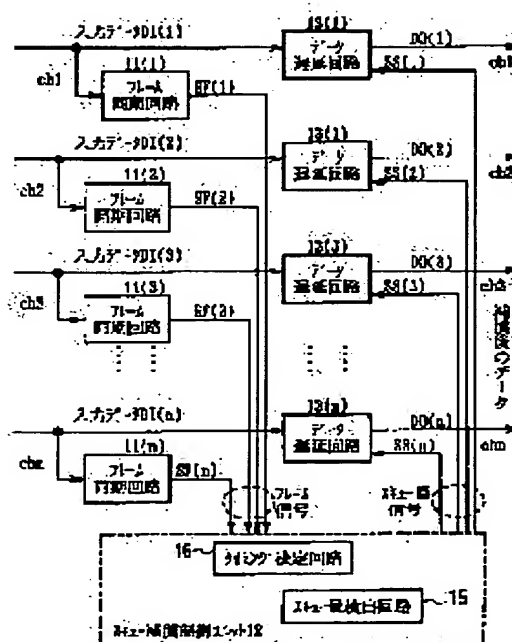 入力データDI(1)
ch1
11(1)
フレーム
同期回路
SF(1)
データ
遅延回路
DO(1)
SS(1)
入力データDI(2)
ch2
11(2)
フレーム
同期回路
SF(2)
データ
遅延回路
DO(2)
SS(2)
入力データDI(3)
ch3
11(3)
フレーム
同期回路
13(3)
データ
遅延回路
DO(3)
SS(3)
ch3
補償後のデータ
入力データDI(n)
chn
11(n)
フレーム
同期回路
13(n)
データ
遅延回路
DO(n)
SS(n)
chn
フレーム
信号
スキュー量
信号
16
タイミング決定回路
スキュー量検出回路
15
スキュー補償制御ユニット12